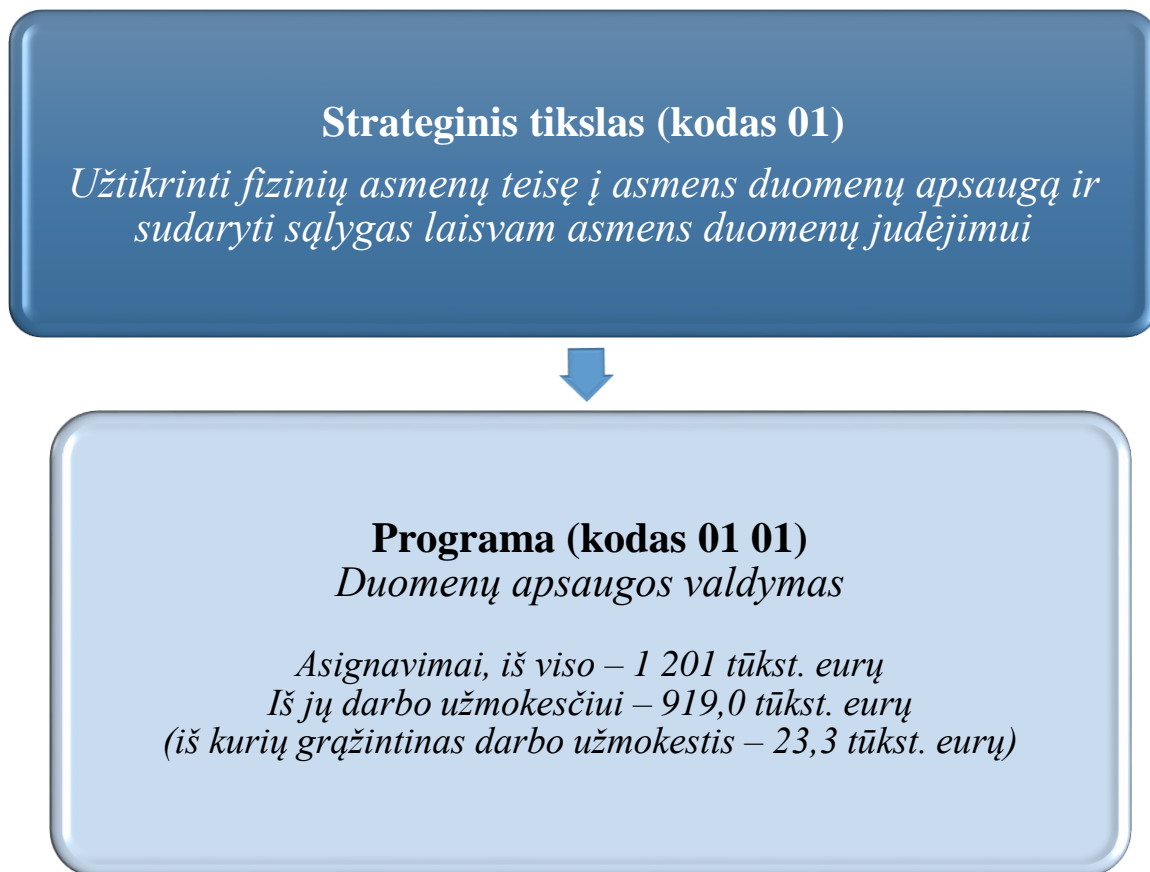 Strateginis tikslas (kodas 01)
Užtikrinti fizinių asmenų teisę į asmens duomenų apsaugą ir
sudaryti sąlygas laisvam asmens duomenų judėjimui
Programa (kodas 01 01)
Duomenų apsaugos valdymas
Asignavimai, iš viso – 1 201 tūkst. eurų
Iš jų darbo užmokesčiui – 919,0 tūkst. eurų
(iš kurių grąžintinas darbo užmokestis – 23,3 tūkst. eurų)